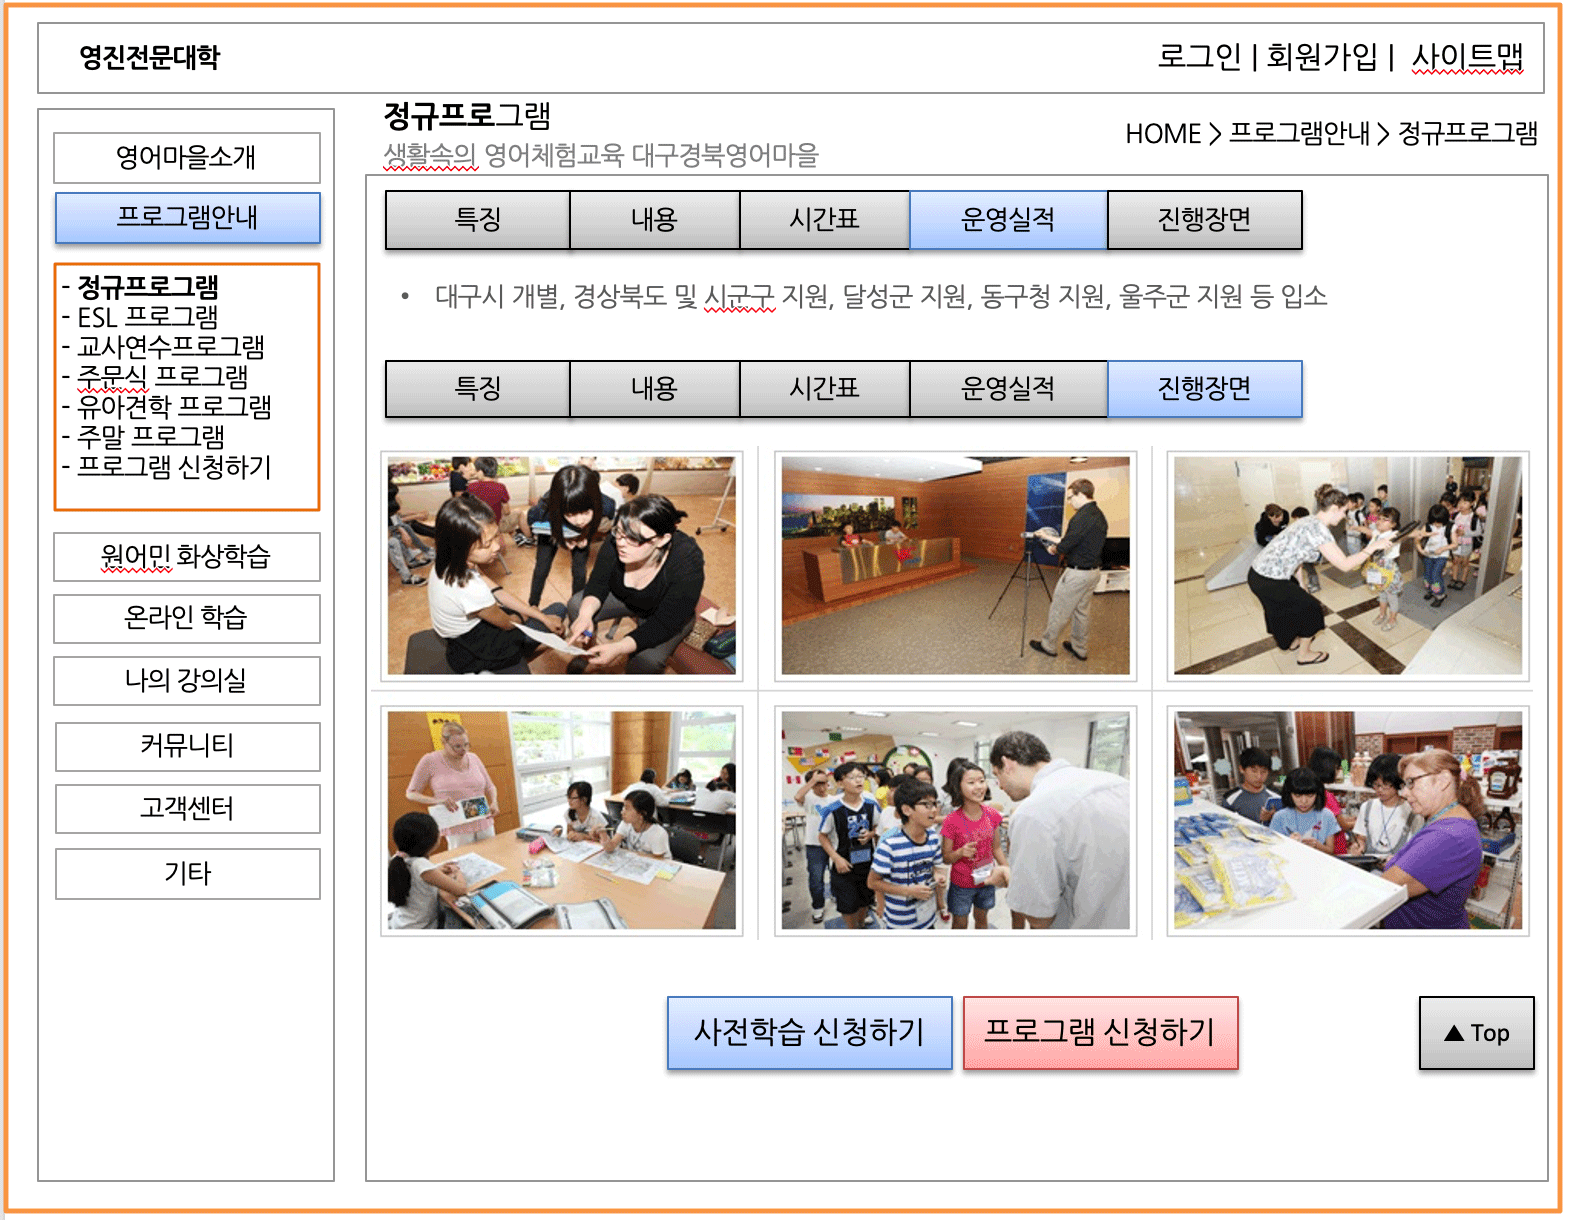 영진전문대학
로그인 | 회원가입 | 사이트맵
영어마을소개
프로그램안내
- 정규프로그램
- ESL 프로그램
- 교사연수프로그램
- 주문식 프로그램
- 유아견학 프로그램
- 주말 프로그램
- 프로그램 신청하기
원어민 화상학습
온라인 학습
나의 강의실
커뮤니티
고객센터
기타
정규프로그램
생활속의 영어체험교육 대구경북영어마을
HOME > 프로그램안내 > 정규프로그램
특징 내용 시간표 운영실적 진행장면
• 대구시 개별, 경상북도 및 시군구 지원, 달성군 지원, 동구청 지원, 울주군 지원 등 입소
특징 내용 시간표 운영실적 진행장면
사전학습 신청하기
프로그램 신청하기
▲ Top